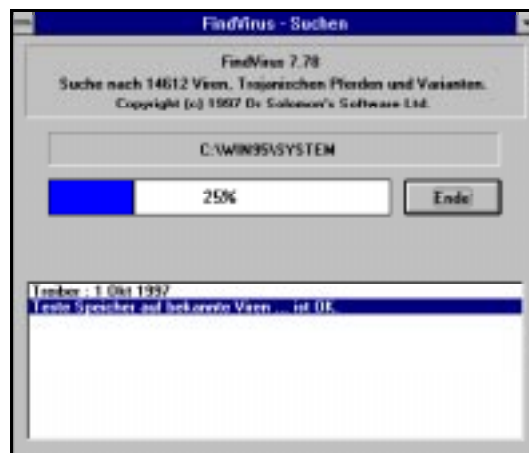 FindVirus - Suchen
FindVirus 7.78
Suche nach 14612 Viren, Trojanischen Pferden und Varianten.
Copyright (c) 1997 Dr Solomon's Software Ltd.
C:\WIN95\SYSTEM
25%
Ende
Treiber : 1 Okt 1997
Teste Speicher auf bekannte Viren ... ist OK.